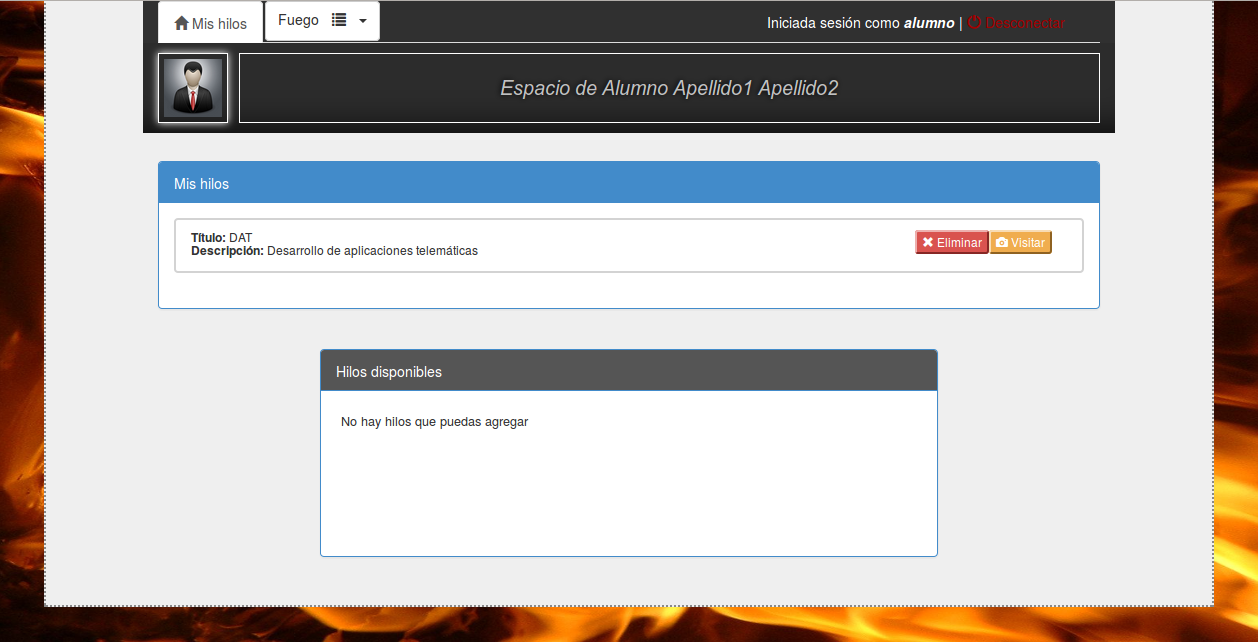 Mis hilos
Fuego
Iniciada sesión como alumno | Desconectar
Espacio de Alumno Apellido1 Apellido2
Mis hilos
Título: DAT
Descripción: Desarrollo de aplicaciones telemáticas
Eliminar
Visitar
Hilos disponibles
No hay hilos que puedas agregar